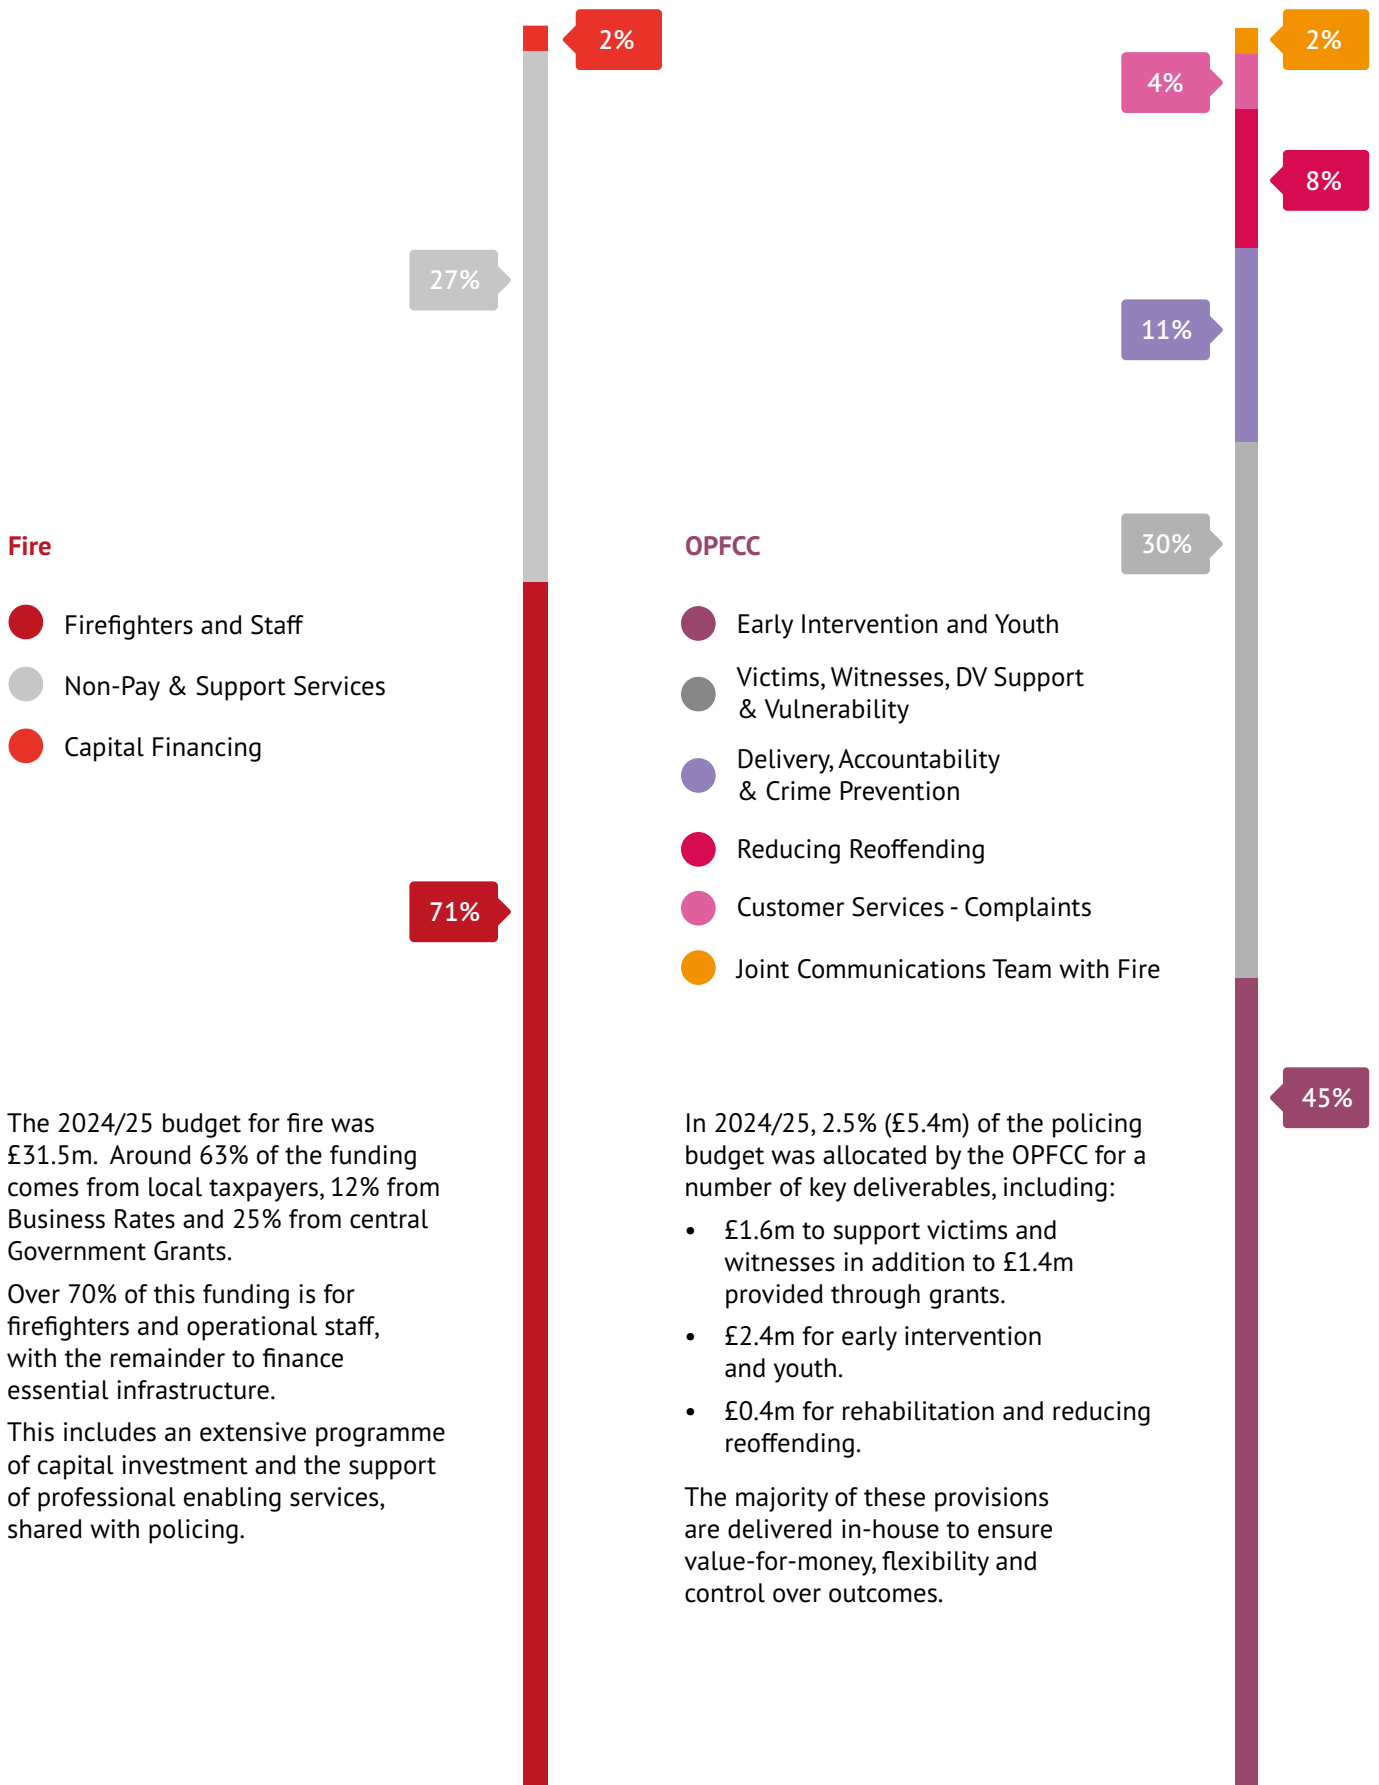 2%
27%
Fire
Firefighters and Staff
Non-Pay & Support Services
Capital Financing
71%
The 2024/25 budget for fire was
£31.5m.  Around 63% of the funding
comes from local taxpayers, 12% from
Business Rates and 25% from central
Government Grants.
Over 70% of this funding is for
firefighters and operational staff,
with the remainder to finance
essential infrastructure.
This includes an extensive programme
of capital investment and the support
of professional enabling services,
shared with policing.
2%
4%
8%
11%
30%
OPFCC
Early Intervention and Youth
Victims, Witnesses, DV Support
& Vulnerability
Delivery, Accountability
& Crime Prevention
Reducing Reoffending
Customer Services - Complaints
Joint Communications Team with Fire
45%
In 2024/25, 2.5% (£5.4m) of the policing
budget was allocated by the OPFCC for a
number of key deliverables, including:
• £1.6m to support victims and
witnesses in addition to £1.4m
provided through grants.
• £2.4m for early intervention
and youth.
• £0.4m for rehabilitation and reducing
reoffending.
The majority of these provisions
are delivered in-house to ensure
value-for-money, flexibility and
control over outcomes.